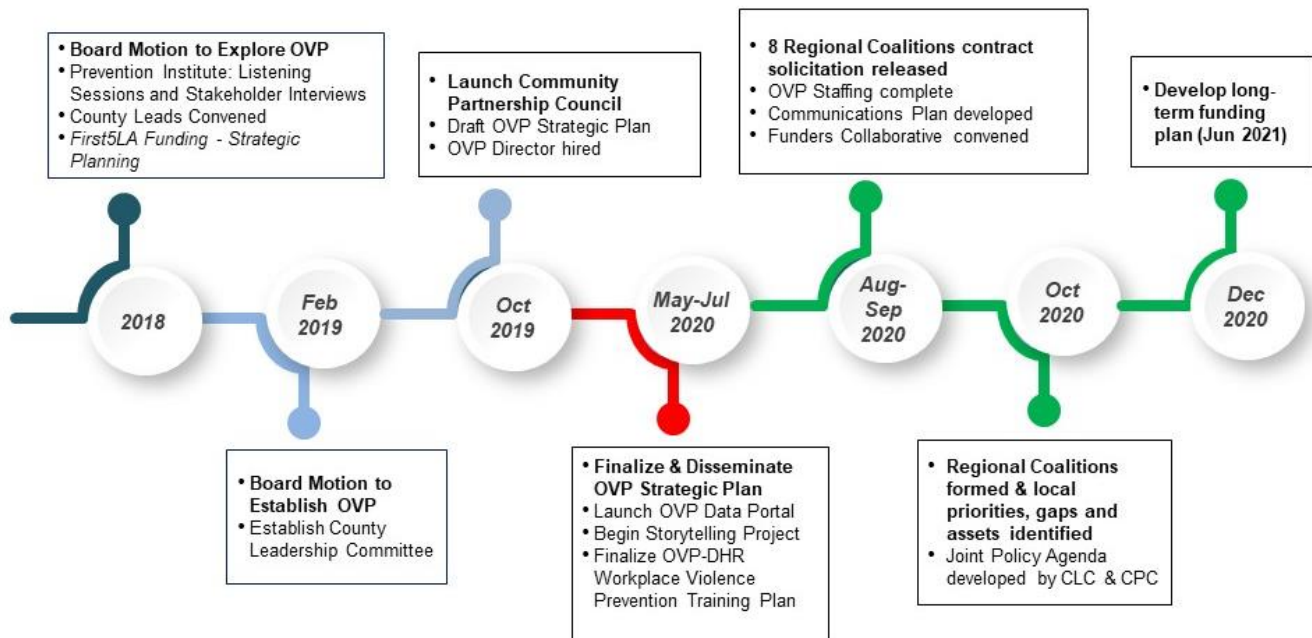 • Board Motion to Explore OVP
• Prevention Institute: Listening
Sessions and Stakeholder Interviews
• County Leads Convened
• First5LA Funding - Strategic
Planning
• Launch Community
Partnership Council
• Draft OVP Strategic Plan
• OVP Director hired
• 8 Regional Coalitions contract
solicitation released
• OVP Staffing complete
• Communications Plan developed
• Funders Collaborative convened
• Develop long-
term funding
plan (Jun 2021)
2018
Feb
2019
Oct
2019
May-Jul
2020
Aug-
Sep
2020
Oct
2020
Dec
2020
• Board Motion to
Establish OVP
• Establish County
Leadership Committee
• Finalize & Disseminate
OVP Strategic Plan
• Launch OVP Data Portal
• Begin Storytelling Project
• Finalize OVP-DHR
Workplace Violence
Prevention Training Plan
• Regional Coalitions
formed & local
priorities, gaps and
assets identified
• Joint Policy Agenda
developed by CLC & CPC